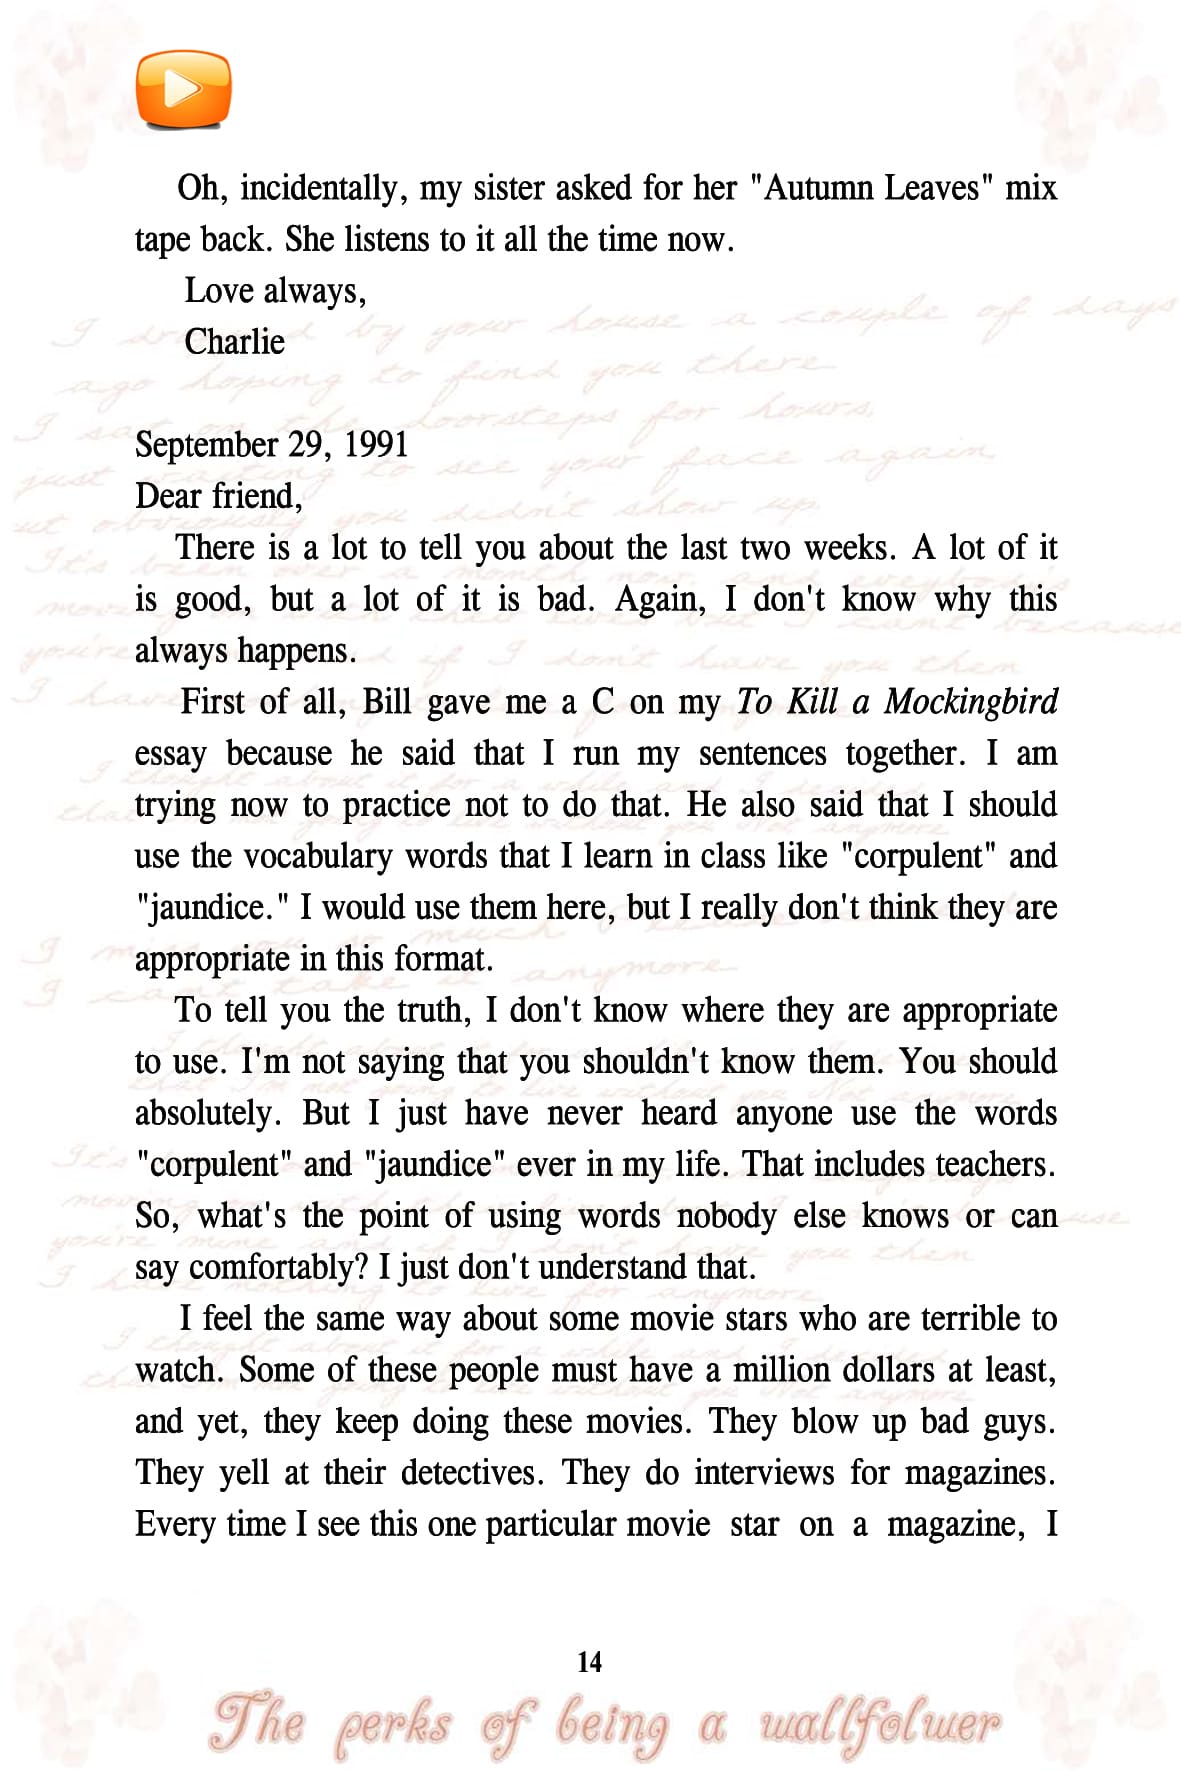 Oh, incidentally, my sister asked for her "Autumn Leaves" mix
tape back. She listens to it all the time now.
Love always,
Charlie
September 29, 1991
Dear friend,
There is a lot to tell you about the last two weeks. A lot of it
is good, but a lot of it is bad. Again, I don't know why this
always happens.
First of all, Bill gave me a C on my To Kill a Mockingbird
essay because he said that I run my sentences together. I am
trying now to practice not to do that. He also said that I should
use the vocabulary words that I learn in class like "corpulent" and
"jaundice." I would use them here, but I really don't think they are
appropriate in this format.
To tell you the truth, I don't know where they are appropriate
to use. I'm not saying that you shouldn't know them. You should
absolutely. But I just have never heard anyone use the words
"corpulent" and "jaundice" ever in my life. That includes teachers.
So, what's the point of using words nobody else knows or can
say comfortably? I just don't understand that.
I feel the same way about some movie stars who are terrible to
watch. Some of these people must have a million dollars at least,
and yet, they keep doing these movies. They blow up bad guys.
They yell at their detectives. They do interviews for magazines.
Every time I see this one particular movie star on a magazine, I
14
The perks of being a wallfolwer